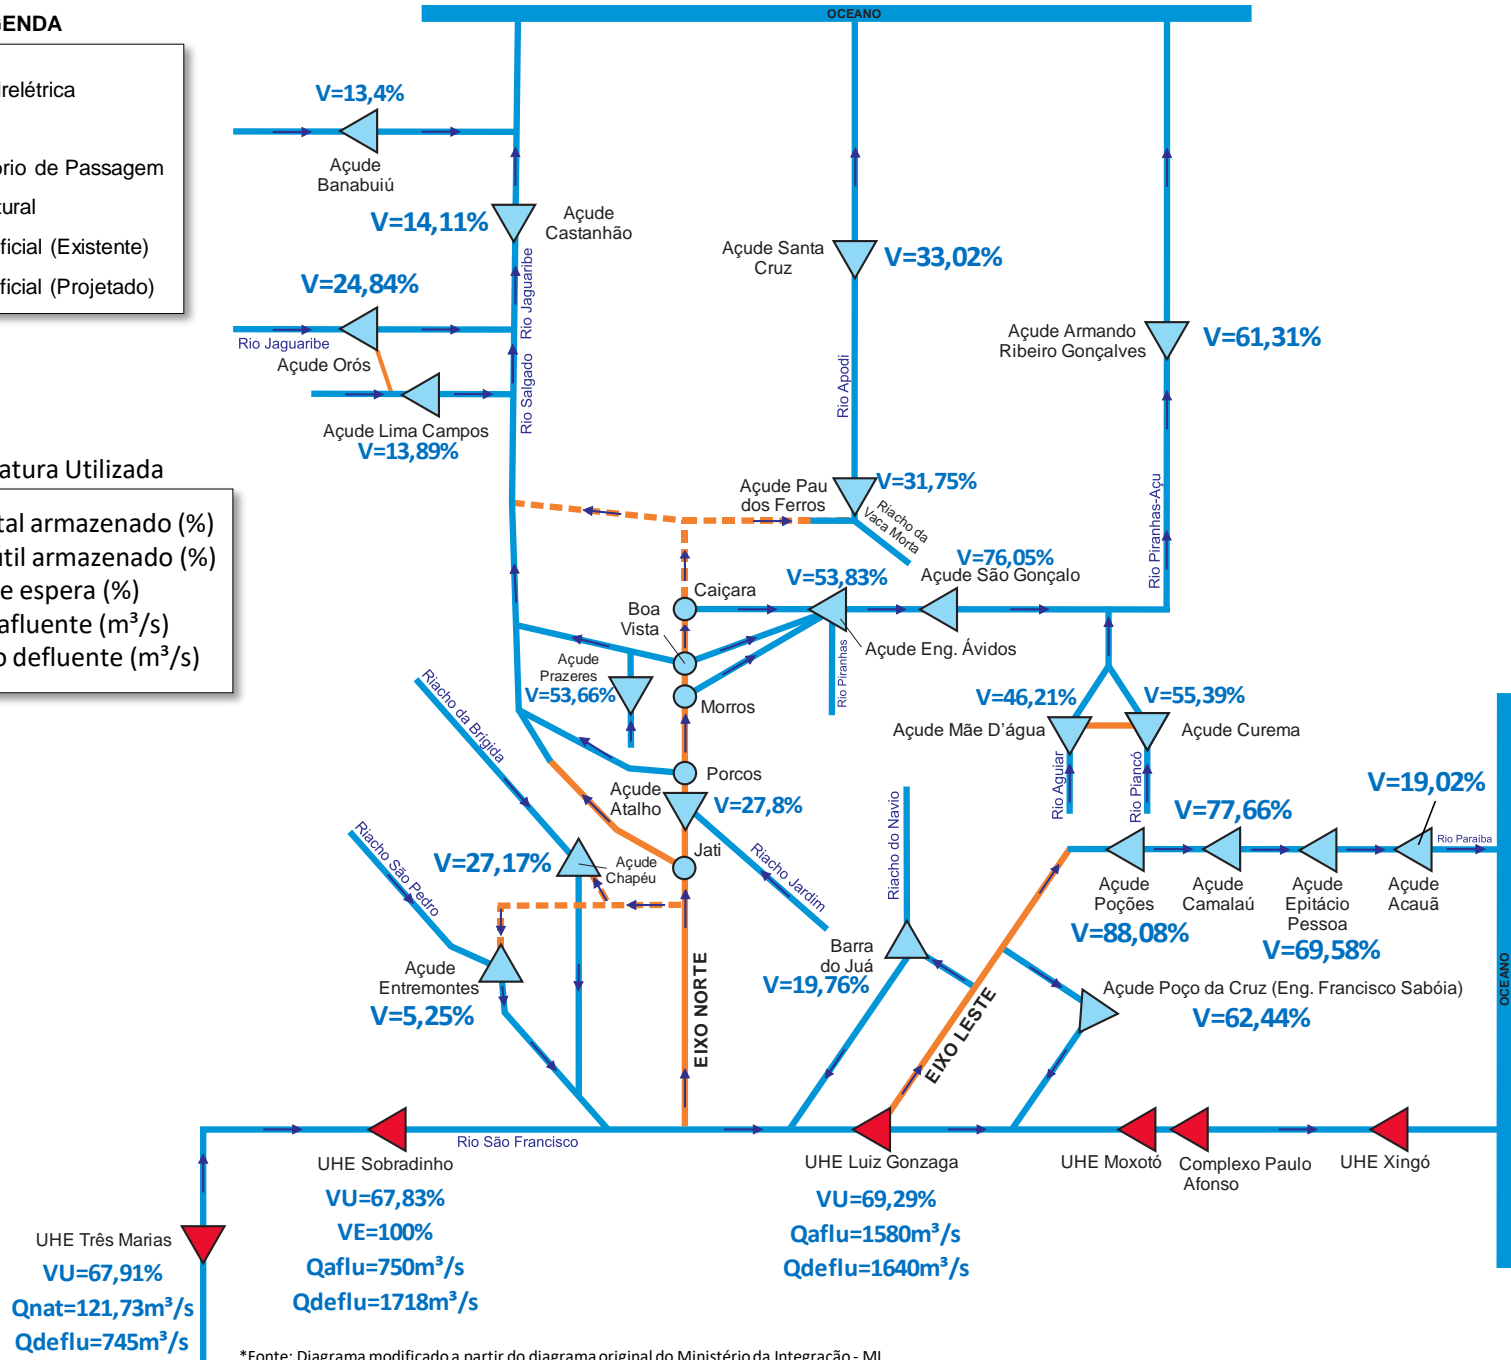 OCEANO
GENDA
V=13,4%
Açude
Banabuiú
ório de Passagem
tural
ificial (Existente)
ificial (Projetado)
V=14,11%
Açude
Castanhão
Açude Santa
Cruz
V=33,02%
V=24,84%
Rio Jaguaribe
Rio Jaguaribe
Açude Orós
Açude Armando
Ribeiro Gonçalves
V=61,31%
Rio Salgado
Rio Apodi
Açude Lima Campos
V=13,89%
atura Utilizada
tal armazenado (%)
útil armazenado (%)
e espera (%)
afluente (m³/s)
o defluente (m³/s)
Açude Pau
dos Ferros
V=31,75%
Riacho da
Vaca Morta
Rio Piranhas-Açu
V=76,05%
Açude São Gonçalo
V=53,83%
Caiçara
Boa
Vista
Açude Eng. Ávidos
Rio Piranhas
Açude
Prazeres
V=53,66%
Morros
Riacho da Brígida
V=46,21%
Açude Mãe D'água
V=55,39%
Açude Curema
Rio Aguiar
Rio Piancó
Porcos
Açude
Atalho
V=27,8%
Riacho do Navio
V=19,02%
V=77,66%
Rio Paraíba
Riacho São Pedro
V=27,17%
Açude
Chapéu
Jati
Riacho Jardim
Açude
Poções
V=88,08%
Açude
Camalaú
Açude
Epitácio
Pessoa
V=69,58%
Açude
Acauã
Açude
Entremontes
V=5,25%
EIXO NORTE
Barra
do Juá
V=19,76%
EIXO LESTE
Açude Poço da Cruz (Eng. Francisco Sabóia)
V=62,44%
OCEANO
Rio São Francisco
UHE Sobradinho
VU=67,83%
VE=100%
Qaflu=750m³/s
Qdeflu=1718m³/s
UHE Luiz Gonzaga
VU=69,29%
Qaflu=1580m³/s
Qdeflu=1640m³/s
UHE Moxotó
Complexo Paulo
Afonso
UHE Xingó
UHE Três Marias
VU=67,91%
Qnat=121,73m³/s
Qdeflu=745m³/s
*Fonte: Diagrama modificado a partir do diagrama original do Ministério da Integração - MI